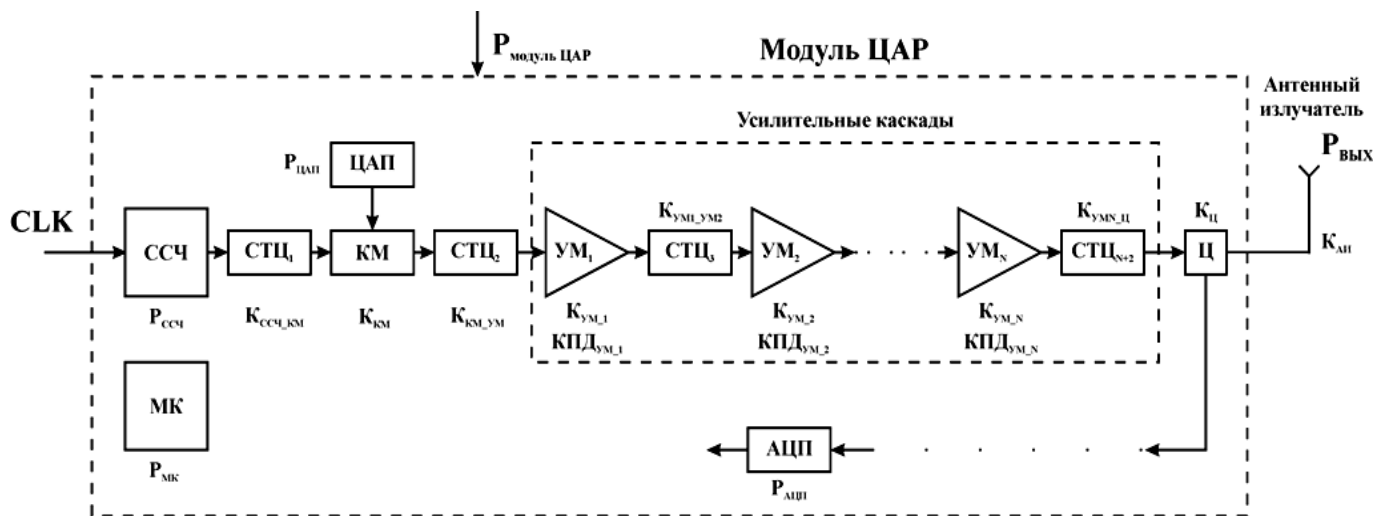 Р модуль ЦАР
Модуль ЦАР
Антенный
излучатель
Усилительные каскады
Р ВЫХ
Р ЦАП
ЦАП
CLK
К УМ1_УМ2
К УМN_Ц
К Ц
ССЧ
СТЦ1
КМ
СТЦ2
УМ1
СТЦ3
УМ2
УМN
СТЦN+2
Ц
К АИ
Р ССЧ
К ССЧ_КМ
К КМ
К КМ_УМ
К УМ_1
К УМ_2
К УМ_N
КПД УМ_1
КПД УМ_2
КПД УМ_N
МК
АЦП
Р МК
Р АЦП